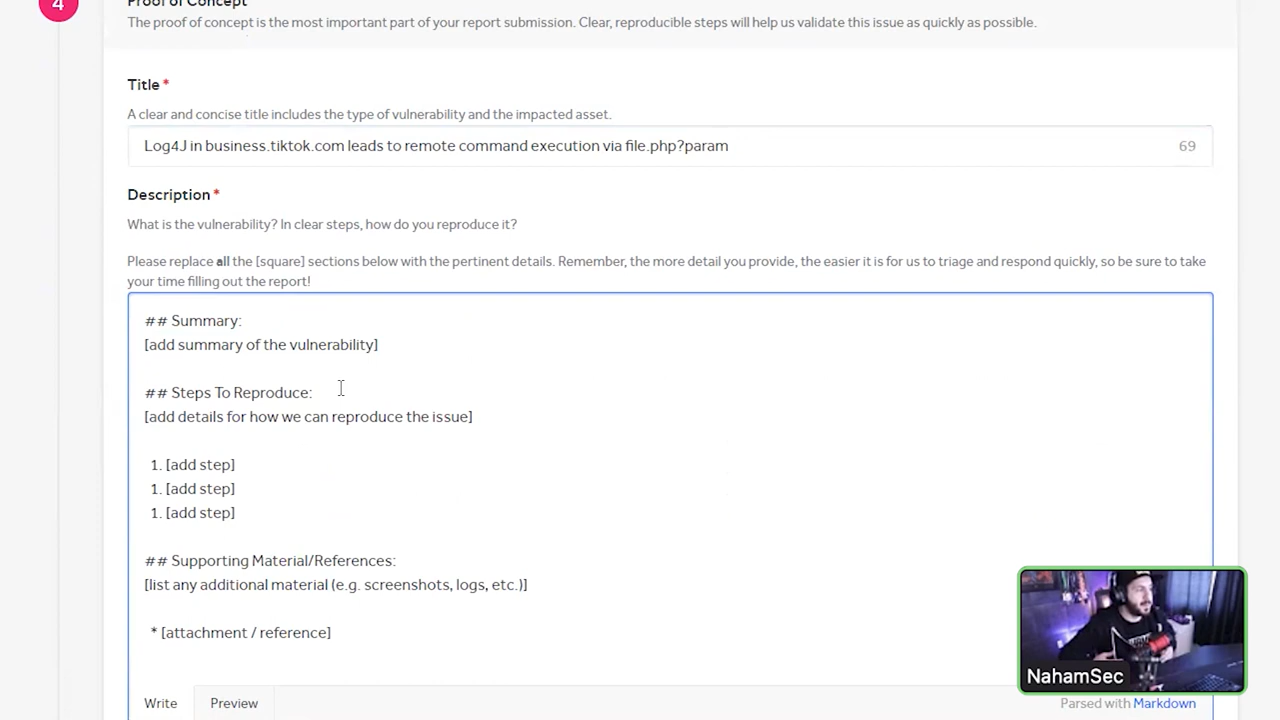 4
Proof of Concept
The proof of concept is the most important part of your report submission. Clear, reproducible steps will help us validate this issue as quickly as possible.
Title *
A clear and concise title includes the type of vulnerability and the impacted asset.
Log4J in business.tiktok.com leads to remote command execution via file.php?param 69
Description *
What is the vulnerability? In clear steps, how do you reproduce it?
Please replace all the [square] sections below with the pertinent details. Remember, the more detail you provide, the easier it is for us to triage and respond quickly, so be sure to take
your time filling out the report!
## Summary:
[add summary of the vulnerability]
## Steps To Reproduce:
[add details for how we can reproduce the issue]
1. [add step]
1. [add step]
1. [add step]
## Supporting Material/References:
[list any additional material (e.g. screenshots, logs, etc.)]
* [attachment / reference]
NahamSec
Write Preview Parsed with Markdown